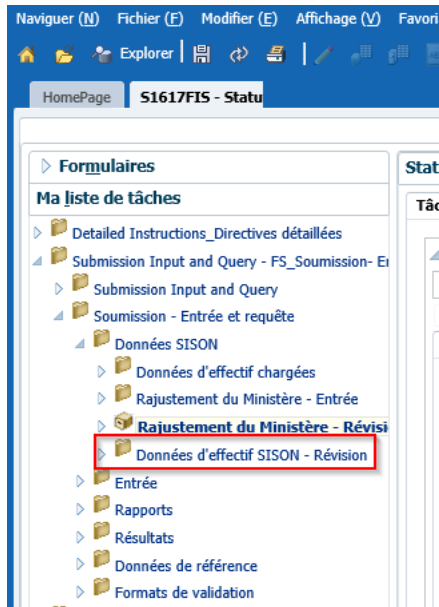 Naviguer (N) Fichier (F) Modifier (E) Affichage (V) Favori
Explorer
HomePage S1617FIS - Statu
Formulaires
Stat
Ma liste de tâches
Tâc
Detailed Instructions_Directives détaillées
Submission Input and Query - FS_Soumission- En
Submission Input and Query
Soumission - Entrée et requête
Données SISON
Données d'effectif chargées
Rajustement du Ministère - Entrée
Rajustement du Ministère - Révisi
Données d'effectif SISON - Révision
Entrée
Rapports
Résultats
Données de référence
Formats de validation